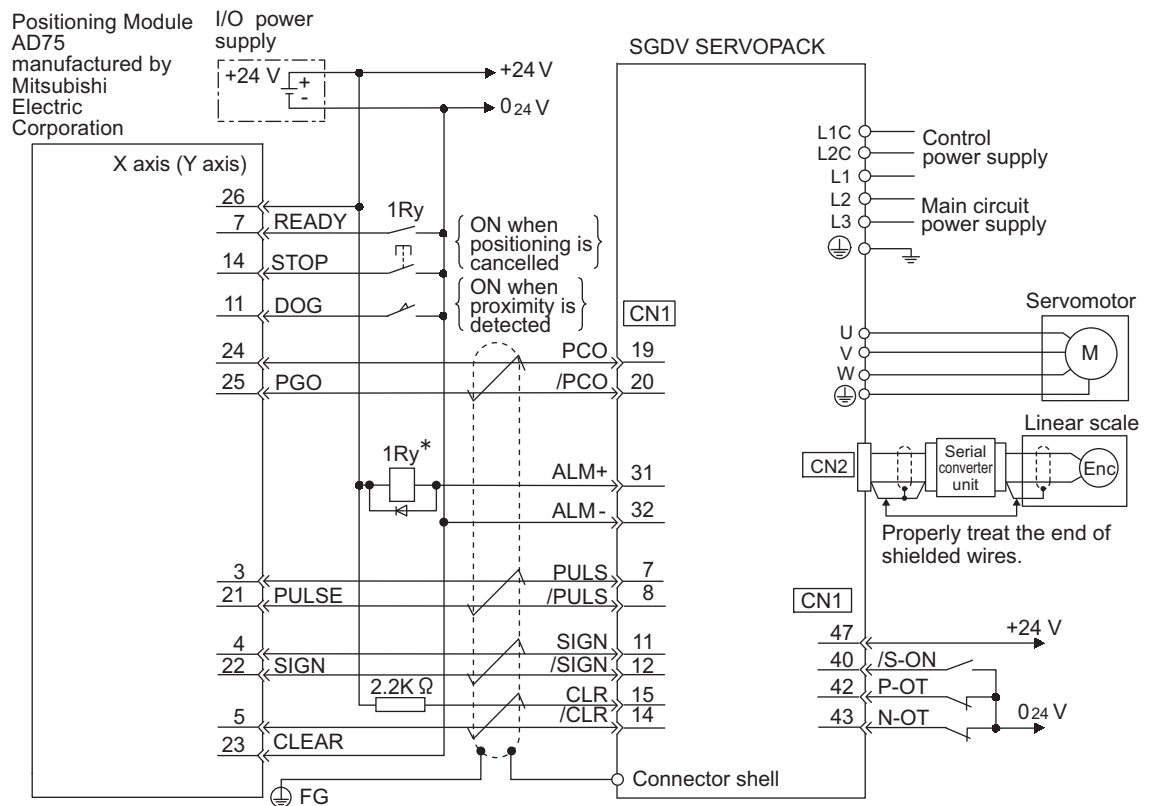 Positioning Module
AD75
manufactured by
Mitsubishi
Electric
Corporation
I/O power
supply
+24 V
+
-
+24 V
0 24 V
SGDV SERVOPACK
X axis (Y axis)
26
7 READY
1Ry
ON when
positioning is
cancelled
14 STOP
11 DOG
ON when
proximity is
detected
CN1
24
PCO 19
25 PGO
/PCO 20
1Ry*
ALM+ 31
ALM- 32
3
PULS 7
21 PULSE
/PULS 8
4
SIGN 11
22 SIGN
/SIGN 12
2.2K Ω
CLR 15
/CLR 14
5
23 CLEAR
FG
Connector shell
L1C
L2C
Control
power supply
L1
L2
L3
Main circuit
power supply
Servomotor
U
V
W
M
Linear scale
CN2
Serial
converter
unit
Enc
Properly treat the end of
shielded wires.
CN1
47
+24 V
40 /S-ON
42 P-OT
43 N-OT
0 24 V